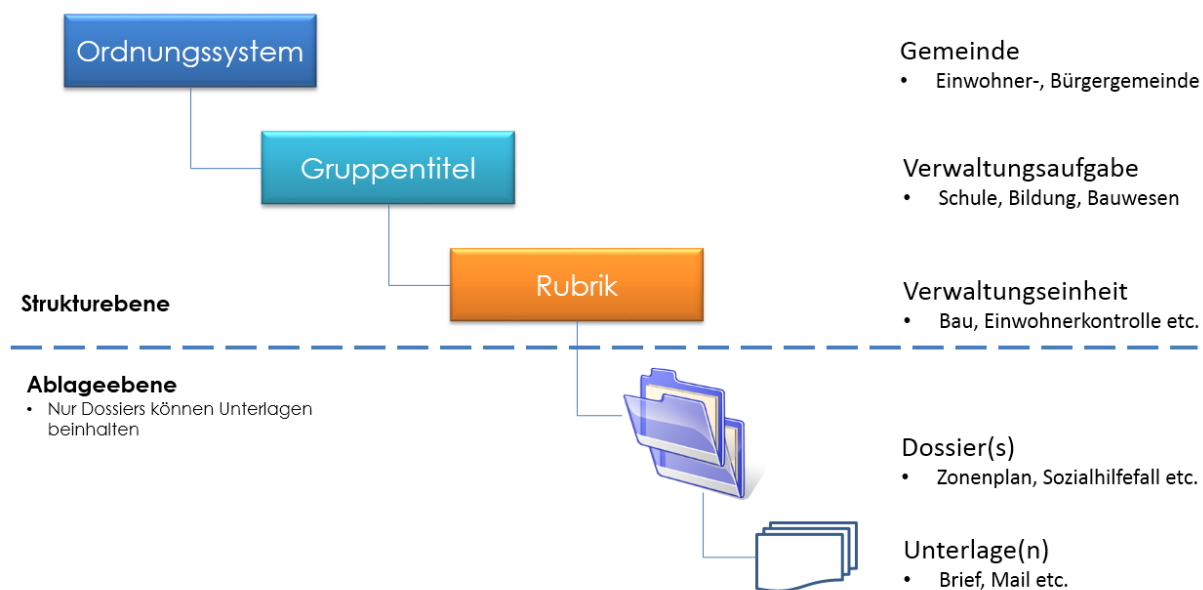 Ordnungssystem
Gemeinde
• Einwohner-, Bürgergemeinde
Gruppentitel
Verwaltungsaufgabe
• Schule, Bildung, Bauwesen
Rubrik
Strukturebene
Verwaltungseinheit
• Bau, Einwohnerkontrolle etc.
Ablageebene
• Nur Dossiers können Unterlagen
beinhalten
Dossier(s)
• Zonenplan, Sozialhilfefall etc.
Unterlage(n)
• Brief, Mail etc.